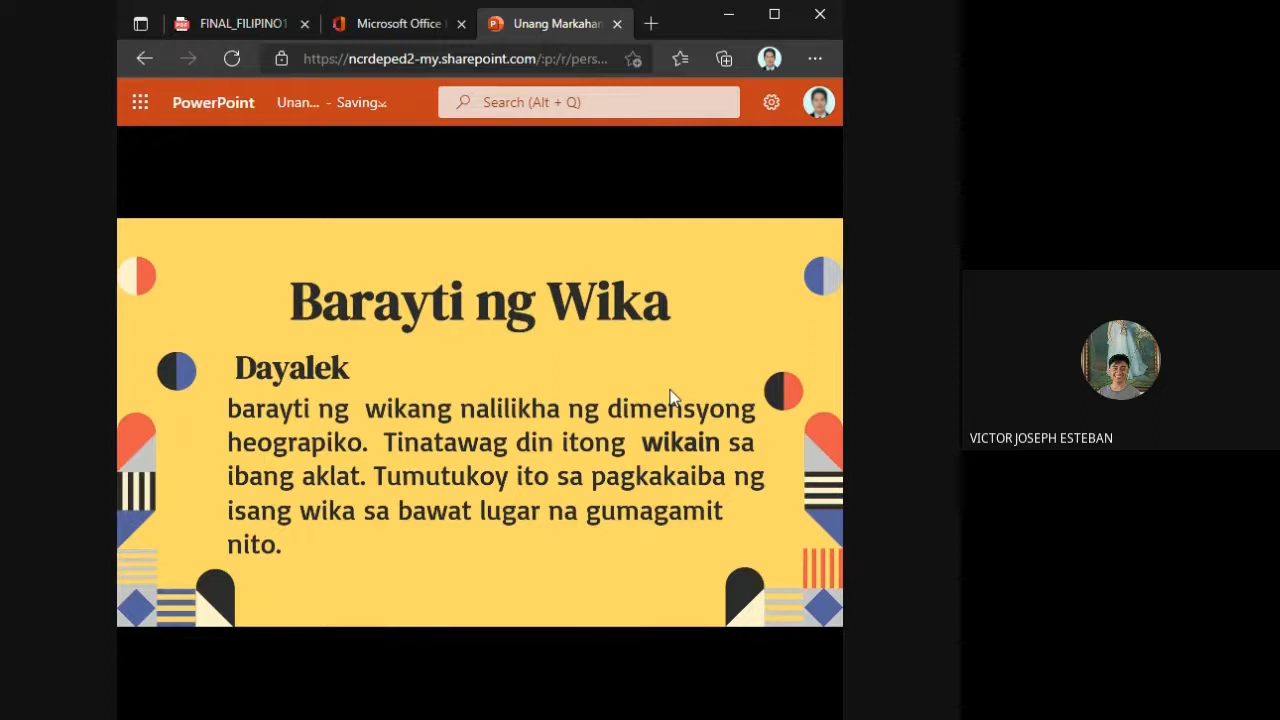 FINAL_FILIPINO1
Microsoft Office
Unang Markahan
https://ncrdeped2-my.sharepoint.com/:p:/r/pers...
PowerPoint
Unan... - Saving
Search (Alt + Q)
Barayti ng Wika
Dayalek
barayti ng wikang nalilikha ng dimensyong
heograpiko. Tinatawag din itong wikain sa
ibang aklat. Tumutukoy ito sa pagkakaiba ng
isang wika sa bawat lugar na gumagamit
nito.
VICTOR JOSEPH ESTEBAN